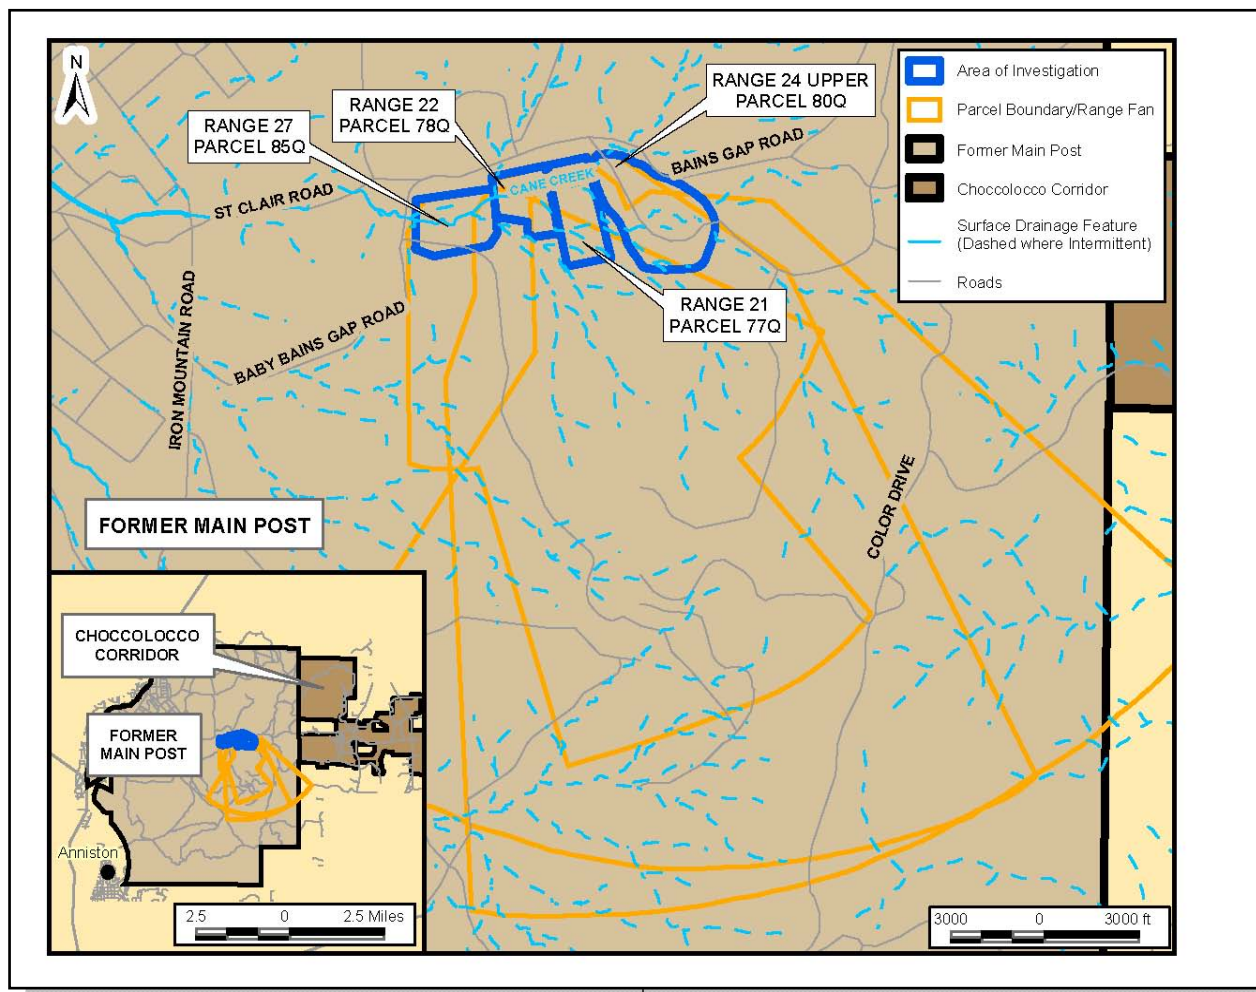 N
RANGE 27
PARCEL 85Q
RANGE 22
PARCEL 78Q
RANGE 24 UPPER
PARCEL 80Q
BAINS GAP ROAD
CANE CREEK
ST CLAIR ROAD
RANGE 21
PARCEL 77Q
IRON MOUNTAIN ROAD
BABY BAINS GAP ROAD
COLOR DRIVE
FORMER MAIN POST
Area of Investigation
Parcel Boundary/Range Fan
Former Main Post
Choccolocco Corridor
Surface Drainage Feature
(Dashed where Intermittent)
Roads
CHOCCOLOCCO
CORRIDOR
FORMER
MAIN POST
Anniston
2.5 0 2.5 Miles
3000 0 3000 ft